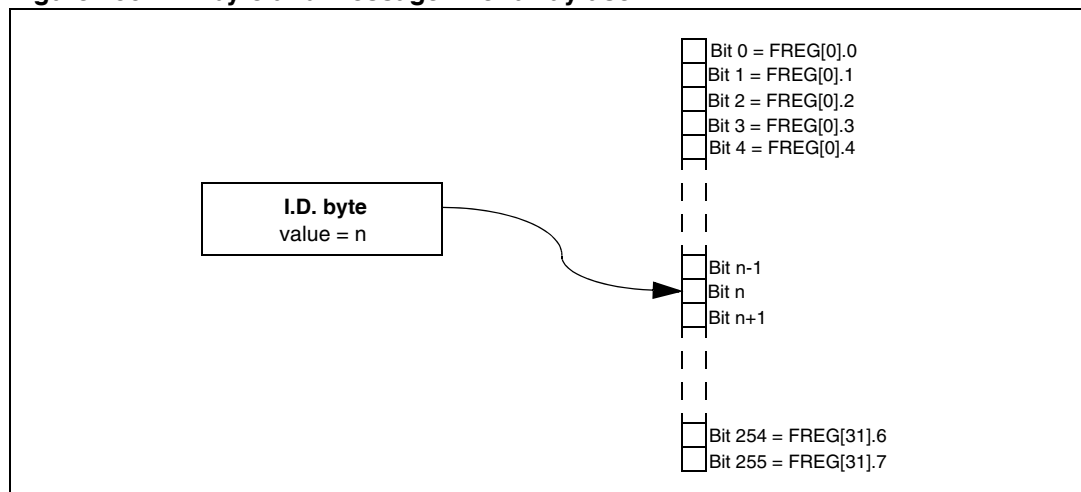 Bit 0 = FREG[0].0
Bit 1 = FREG[0].1
Bit 2 = FREG[0].2
Bit 3 = FREG[0].3
Bit 4 = FREG[0].4
I.D. byte
value = n
Bit n-1
Bit n
Bit n+1
Bit 254 = FREG[31].6
Bit 255 = FREG[31].7